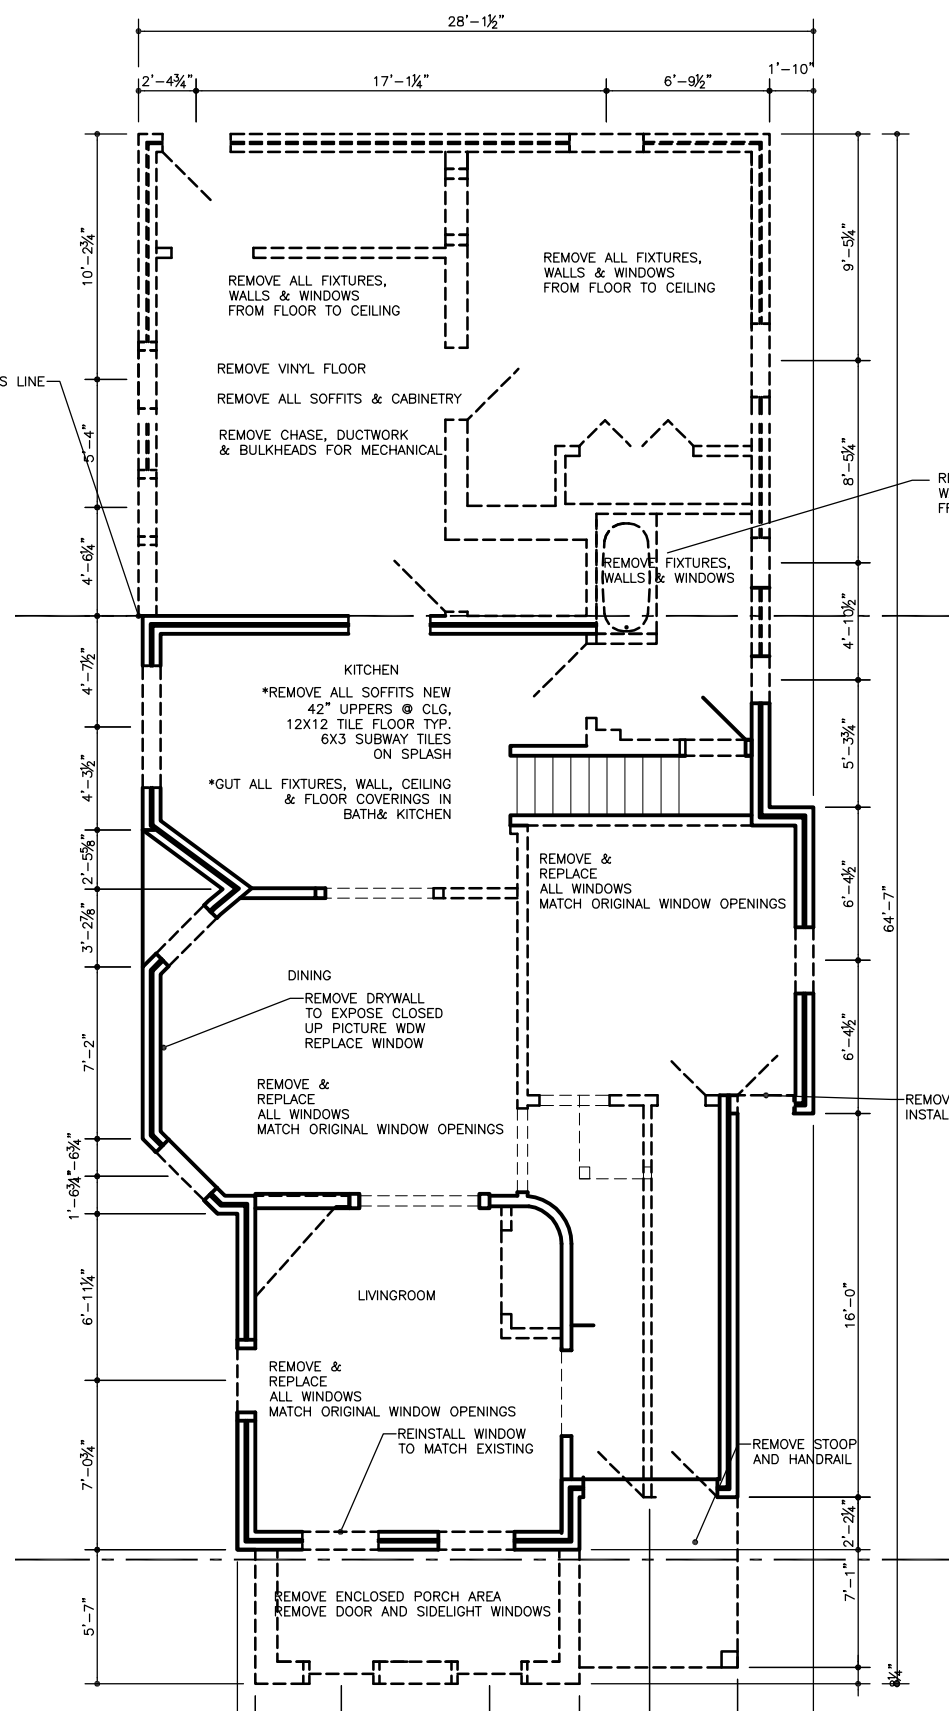 28'-1½"
2'-4¾"
17'-1¼"
6'-9½"
1'-10"
10'-2¾"
9'-5¼"
REMOVE ALL FIXTURES,
WALLS & WINDOWS
FROM FLOOR TO CEILING
REMOVE ALL FIXTURES,
WALLS & WINDOWS
FROM FLOOR TO CEILING
REMOVE VINYL FLOOR
S LINE
REMOVE ALL SOFFITS & CABINETRY
REMOVE CHASE, DUCTWORK
& BULKHEADS FOR MECHANICAL
5'-4"
8'-5¼"
4'-6¼"
REMOVE FIXTURES,
WALLS & WINDOWS
4'-10½"
4'-7½"
KITCHEN
*REMOVE ALL SOFFITS NEW
42" UPPERS @ CLG,
12X12 TILE FLOOR TYP.
6X3 SUBWAY TILES
ON SPLASH
*GUT ALL FIXTURES, WALL, CEILING
& FLOOR COVERINGS IN
BATH& KITCHEN
5'-3¾"
4'-3½"
2'-5⅝"
REMOVE &
REPLACE
ALL WINDOWS
MATCH ORIGINAL WINDOW OPENINGS
6'-4½"
64'-7"
3'-2⅞"
DINING
REMOVE DRYWALL
TO EXPOSE CLOSED
UP PICTURE WDW
REPLACE WINDOW
7'-2"
6'-4½"
REMOVE &
REPLACE
ALL WINDOWS
MATCH ORIGINAL WINDOW OPENINGS
REMOV
INSTAL
1'-6¾"
1'-6¾"
6'-11¼"
LIVINGROOM
16'-0"
REMOVE &
REPLACE
ALL WINDOWS
MATCH ORIGINAL WINDOW OPENINGS
REINSTALL WINDOW
TO MATCH EXISTING
REMOVE STOOP
AND HANDRAIL
7'-0¾"
2'-2¼"
7'-1"
5'-7"
REMOVE ENCLOSED PORCH AREA
REMOVE DOOR AND SIDELIGHT WINDOWS
8¼"